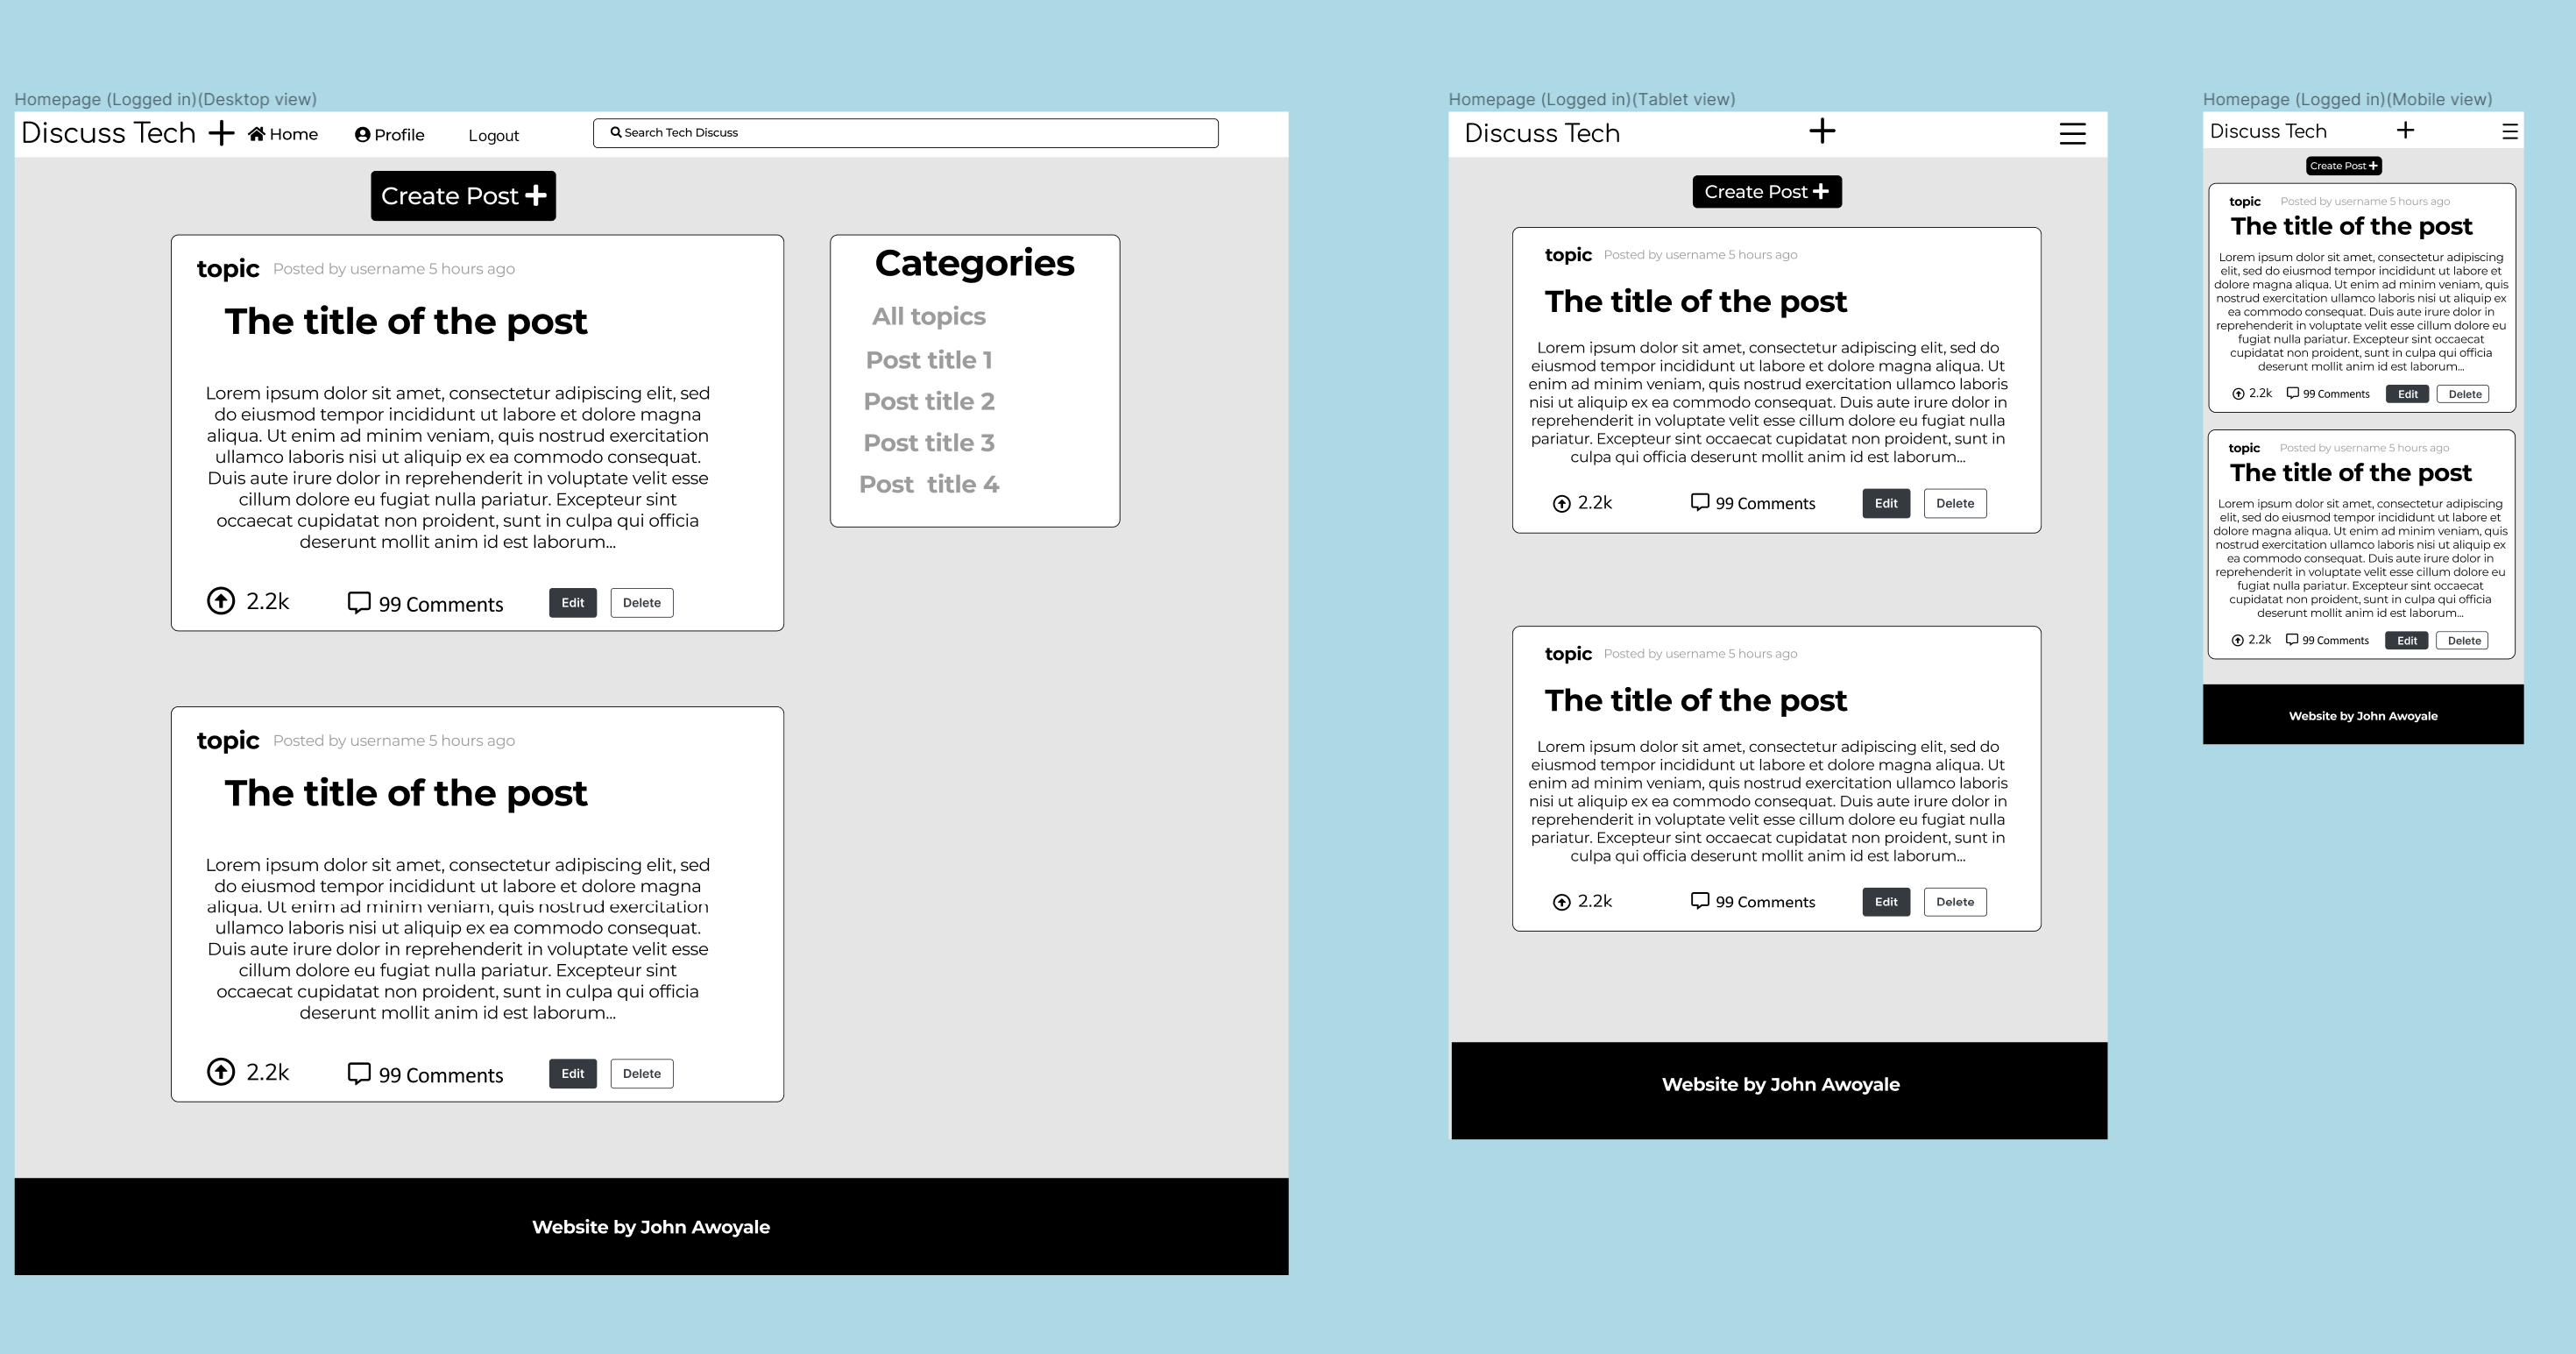 Homepage (Logged in)(Desktop view)
Discuss Tech
Home
Profile
Logout
Search Tech Discuss
Create Post
topic
Posted by username 5 hours ago
The title of the post
Lorem ipsum dolor sit amet, consectetur adipiscing elit, sed
do eiusmod tempor incididunt ut labore et dolore magna
aliqua. Ut enim ad minim veniam, quis nostrud exercitation
ullamco laboris nisi ut aliquip ex ea commodo consequat.
Duis aute irure dolor in reprehenderit in voluptate velit esse
cillum dolore eu fugiat nulla pariatur. Excepteur sint
occaecat cupidatat non proident, sunt in culpa qui officia
deserunt mollit anim id est laborum...
2.2k
99 Comments
Edit
Delete
Categories
All topics
Post title 1
Post title 2
Post title 3
Post title 4
topic
Posted by username 5 hours ago
The title of the post
Lorem ipsum dolor sit amet, consectetur adipiscing elit, sed
do eiusmod tempor incididunt ut labore et dolore magna
aliqua. Ut enim ad minim veniam, quis nostrud exercitation
ullamco laboris nisi ut aliquip ex ea commodo consequat.
Duis aute irure dolor in reprehenderit in voluptate velit esse
cillum dolore eu fugiat nulla pariatur. Excepteur sint
occaecat cupidatat non proident, sunt in culpa qui officia
deserunt mollit anim id est laborum...
2.2k
99 Comments
Edit
Delete
Website by John Awoyale
Homepage (Logged in)(Tablet view)
Discuss Tech
Create Post
topic
Posted by username 5 hours ago
The title of the post
Lorem ipsum dolor sit amet, consectetur adipiscing elit, sed do
eiusmod tempor incididunt ut labore et dolore magna aliqua. Ut
enim ad minim veniam, quis nostrud exercitation ullamco laboris
nisi ut aliquip ex ea commodo consequat. Duis aute irure dolor in
reprehenderit in voluptate velit esse cillum dolore eu fugiat nulla
pariatur. Excepteur sint occaecat cupidatat non proident, sunt in
culpa qui officia deserunt mollit anim id est laborum...
2.2k
99 Comments
Edit
Delete
topic
Posted by username 5 hours ago
The title of the post
Lorem ipsum dolor sit amet, consectetur adipiscing elit, sed do
eiusmod tempor incididunt ut labore et dolore magna aliqua. Ut
enim ad minim veniam, quis nostrud exercitation ullamco laboris
nisi ut aliquip ex ea commodo consequat. Duis aute irure dolor in
reprehenderit in voluptate velit esse cillum dolore eu fugiat nulla
pariatur. Excepteur sint occaecat cupidatat non proident, sunt in
culpa qui officia deserunt mollit anim id est laborum...
2.2k
99 Comments
Edit
Delete
Website by John Awoyale
Homepage (Logged in)(Mobile view)
Discuss Tech
Create Post
topic
Posted by username 5 hours ago
The title of the post
Lorem ipsum dolor sit amet, consectetur adipiscing
elit, sed do eiusmod tempor incididunt ut labore et
dolore magna aliqua. Ut enim ad minim veniam, quis
nostrud exercitation ullamco laboris nisi ut aliquip ex
ea commodo consequat. Duis aute irure dolor in
reprehenderit in voluptate velit esse cillum dolore eu
fugiat nulla pariatur. Excepteur sint occaecat
cupidatat non proident, sunt in culpa qui officia
deserunt mollit anim id est laborum...
2.2k
99 Comments
Edit
Delete
topic
Posted by username 5 hours ago
The title of the post
Lorem ipsum dolor sit amet, consectetur adipiscing
elit, sed do eiusmod tempor incididunt ut labore et
dolore magna aliqua. Ut enim ad minim veniam, quis
nostrud exercitation ullamco laboris nisi ut aliquip ex
ea commodo consequat. Duis aute irure dolor in
reprehenderit in voluptate velit esse cillum dolore eu
fugiat nulla pariatur. Excepteur sint occaecat
cupidatat non proident, sunt in culpa qui officia
deserunt mollit anim id est laborum...
2.2k
99 Comments
Edit
Delete
Website by John Awoyale